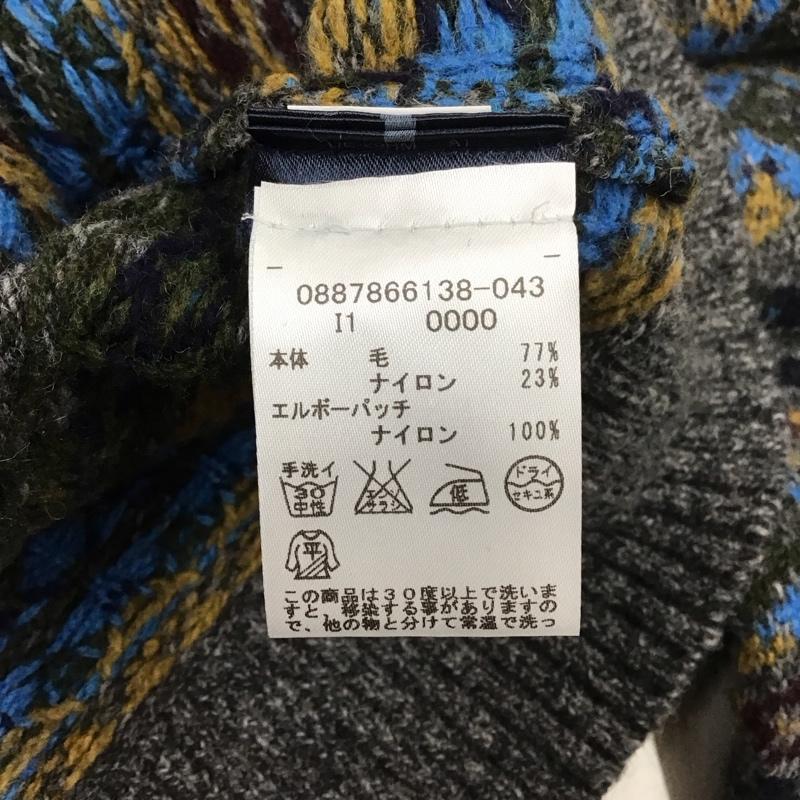 0887866138-043
I1 0000
本体 毛 77%
ナイロン 23%
エルボーパッチ
ナイロン 100%
手洗イ
30
中性
エンソ
サラシ
低
ドライ
セキユ系
平
この商品は30度以上で洗いま
すと、移染する事がありますの
で、他の物と分けて常温で洗っ